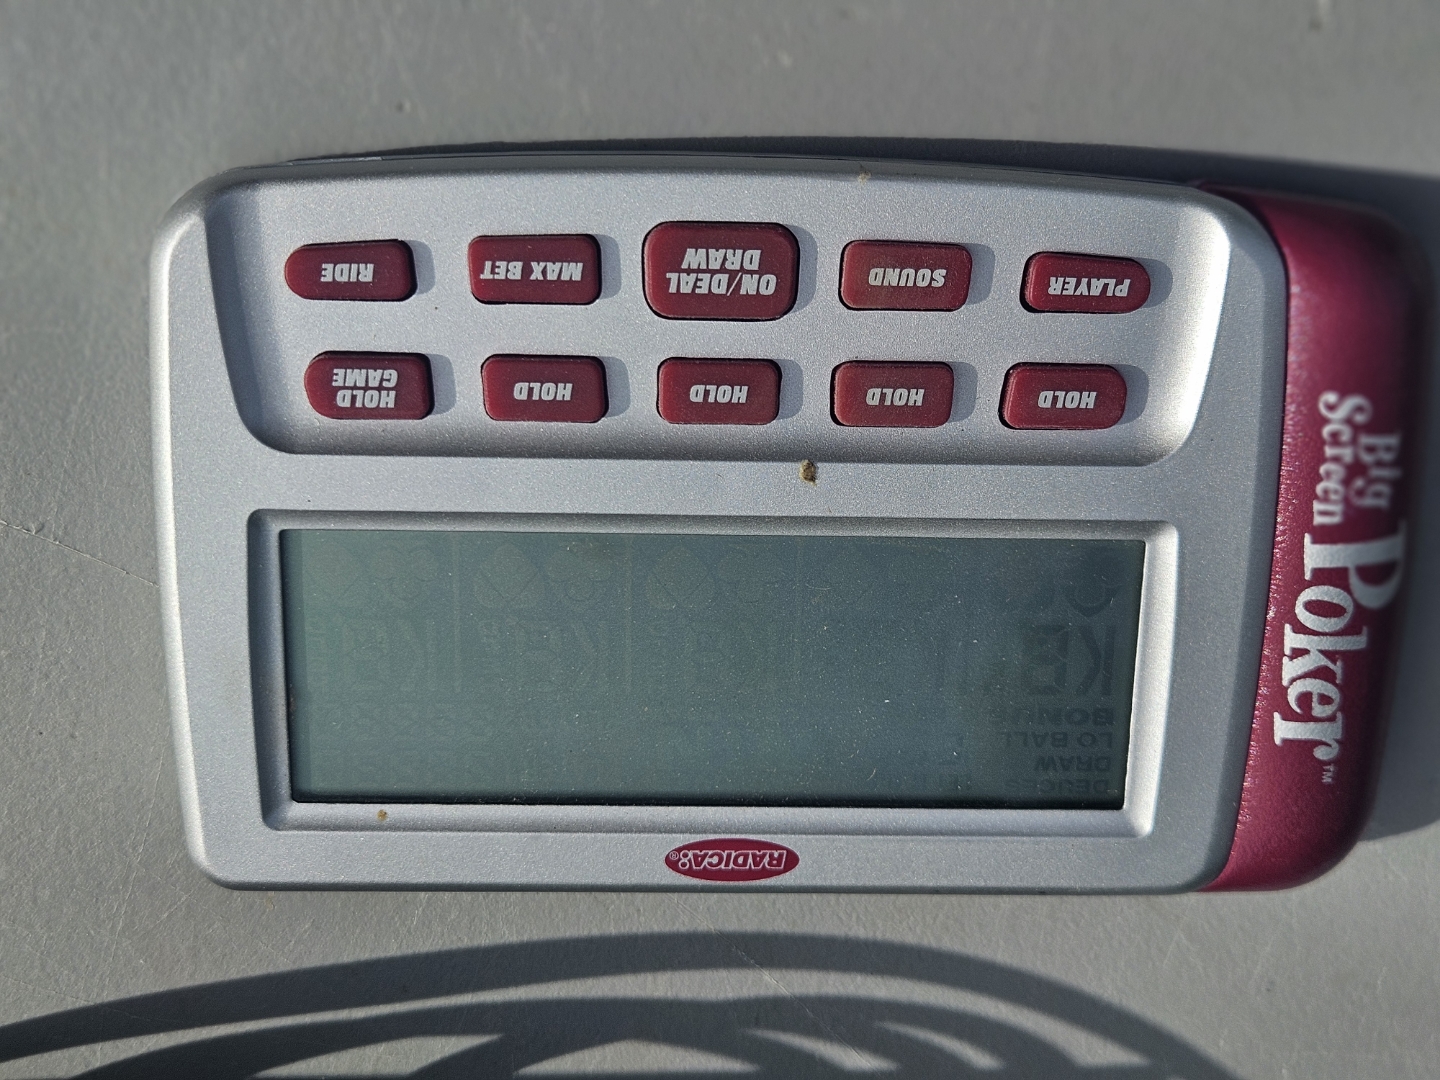 RADICA:®
DEUCES
DRAW
LO BALL
BONUS
HOLD
HOLD
HOLD
HOLD
HOLD
GAME
PLAYER
SOUND
ON/DEAL
DRAW
MAX BET
RIDE
Big
Screen
Poker™